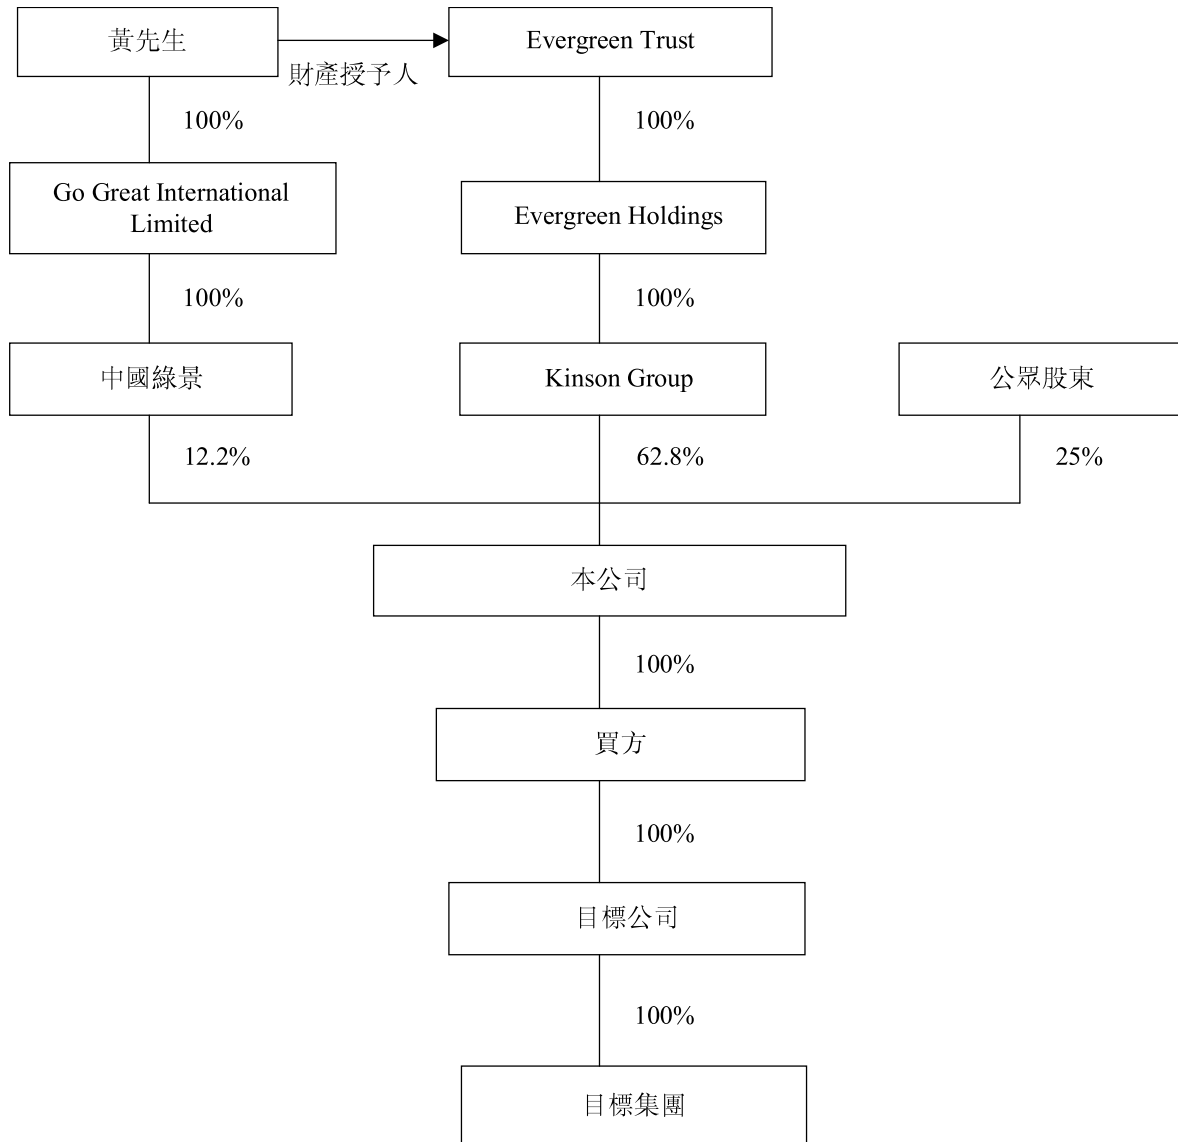 黃先生
Evergreen Trust
財產授予人
100%
100%
Go Great International
Limited
Evergreen Holdings
100%
100%
中國綠景
Kinson Group
公眾股東
12.2%
62.8%
25%
本公司
100%
買方
100%
目標公司
100%
目標集團